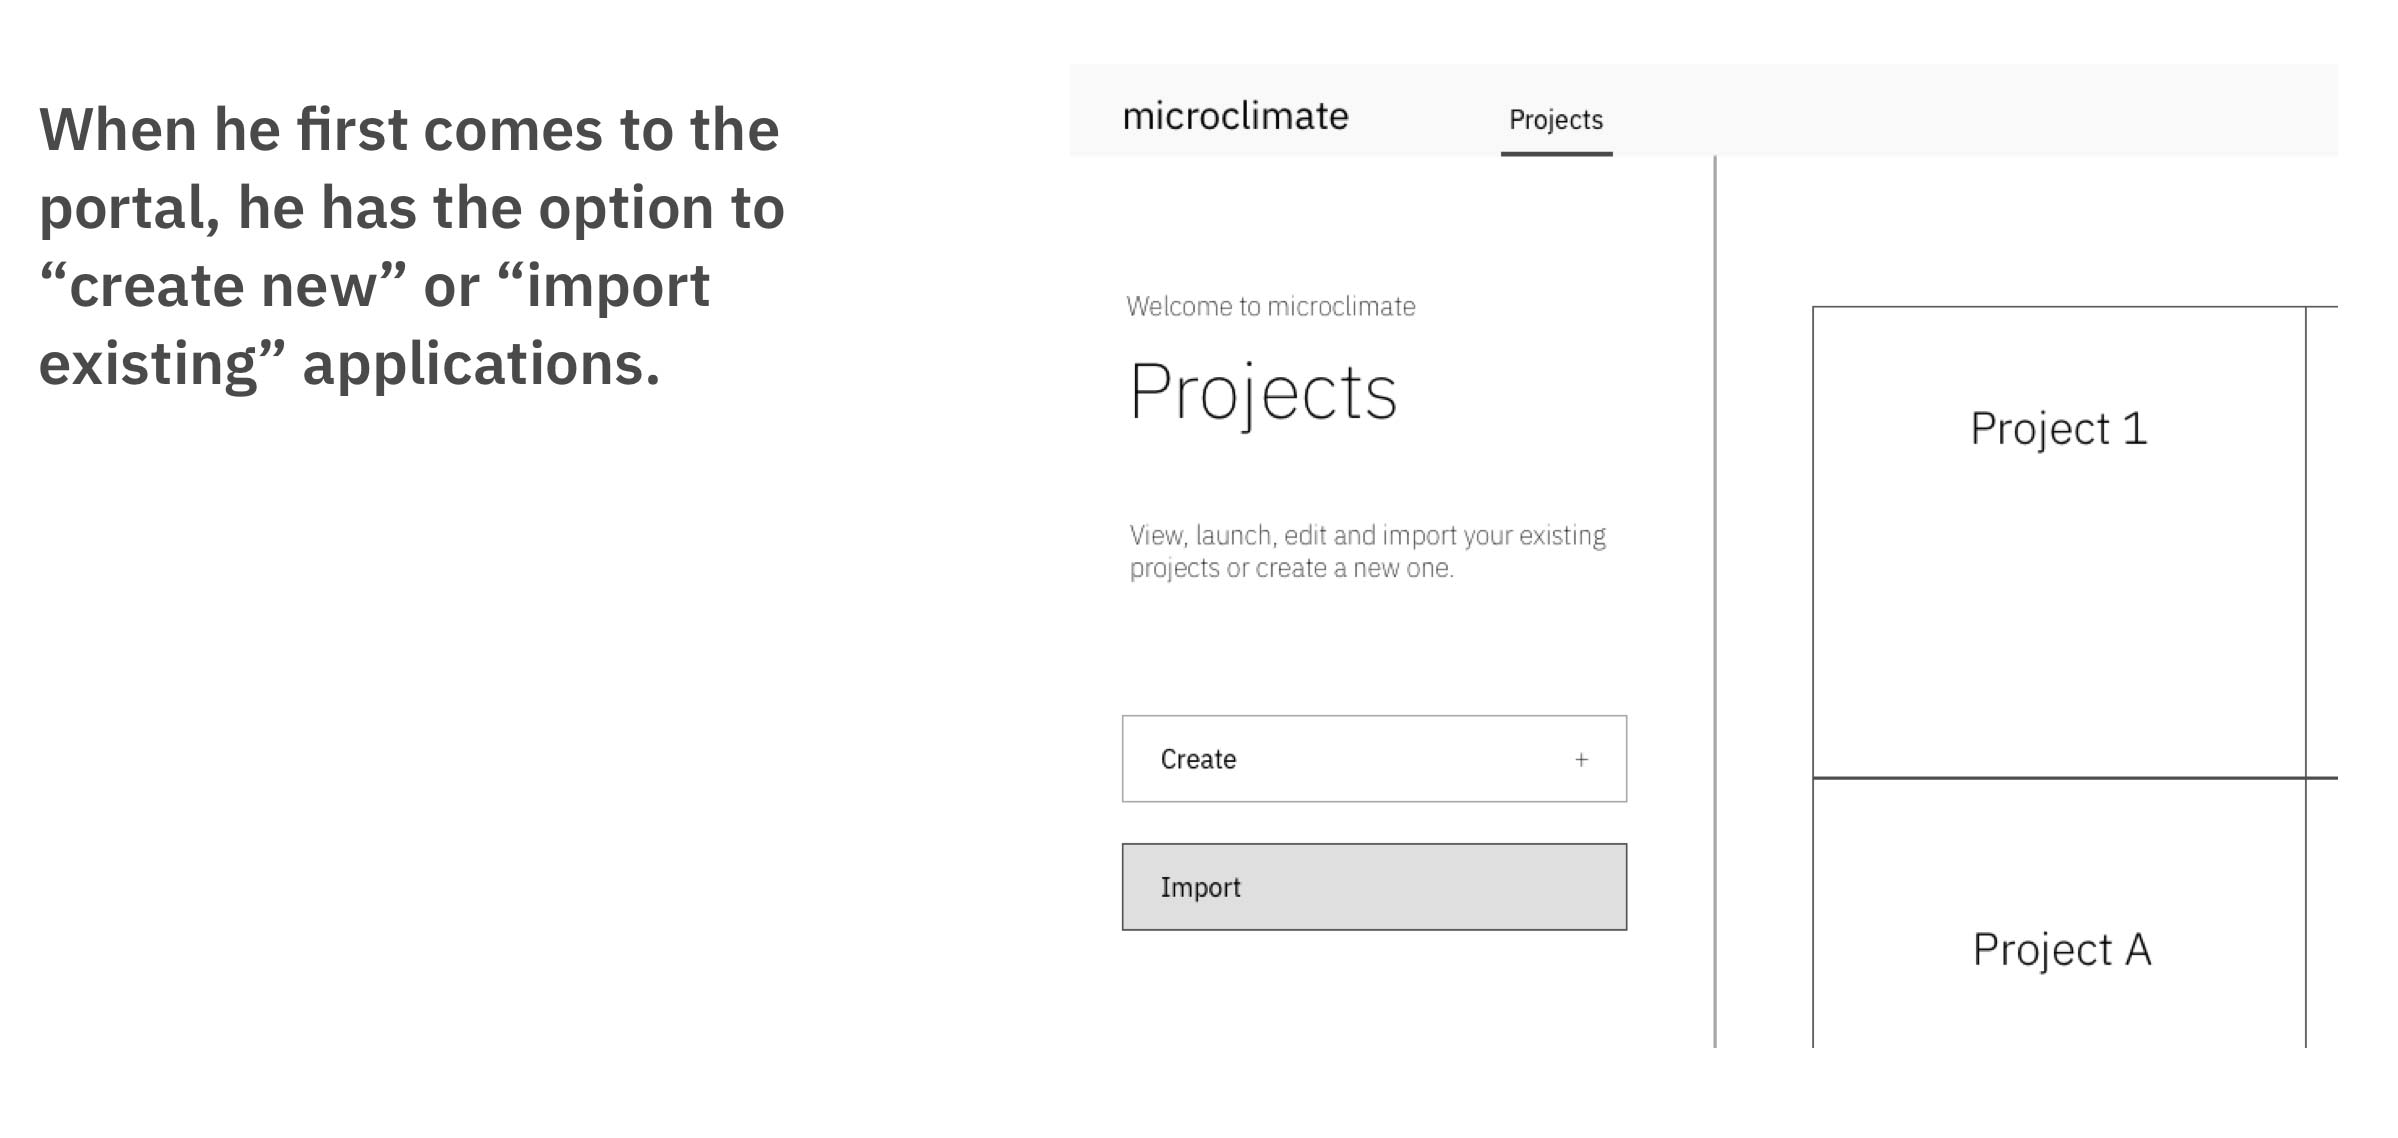 When he first comes to the
portal, he has the option to
“create new” or “import
existing” applications.
microclimate
Projects
Welcome to microclimate
Projects
View, launch, edit and import your existing
projects or create a new one.
Create +
Import
Project 1
Project A